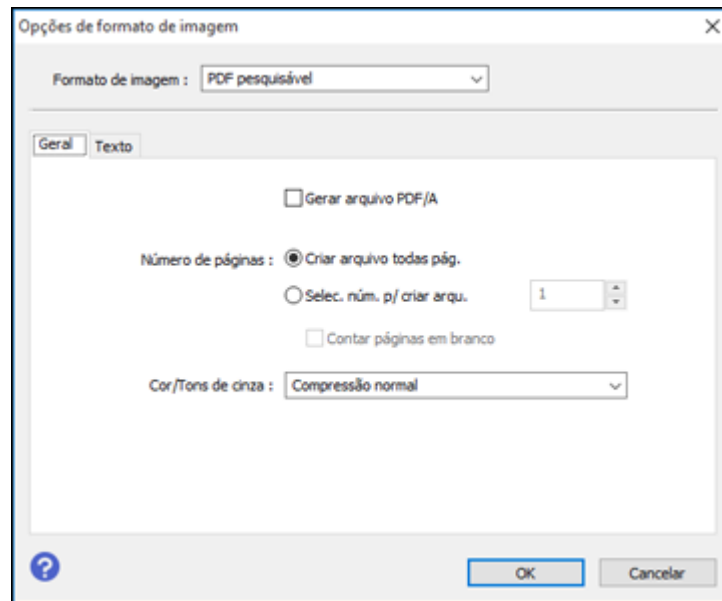 Opções de formato de imagem
Formato de imagem : PDF pesquisável
Geral Texto
Gerar arquivo PDF/A
Número de páginas : Criar arquivo todas pág.
Selec. núm. p/ criar arqu. 1
Contar páginas em branco
Cor/Tons de cinza : Compressão normal
? OK Cancelar